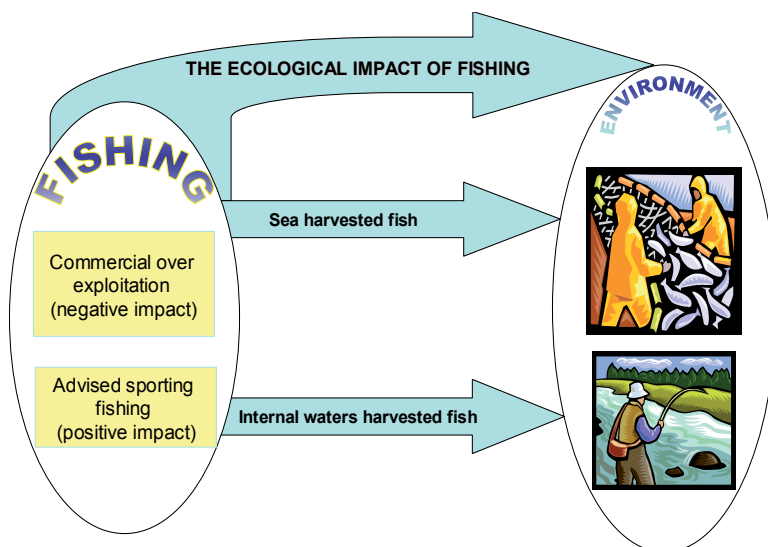 THE ECOLOGICAL IMPACT OF FISHING
ENVIRONMENT
FISHING
Sea harvested fish
Commercial over
exploitation
(negative impact)
Advised sporting
fishing
(positive impact)
Internal waters harvested fish